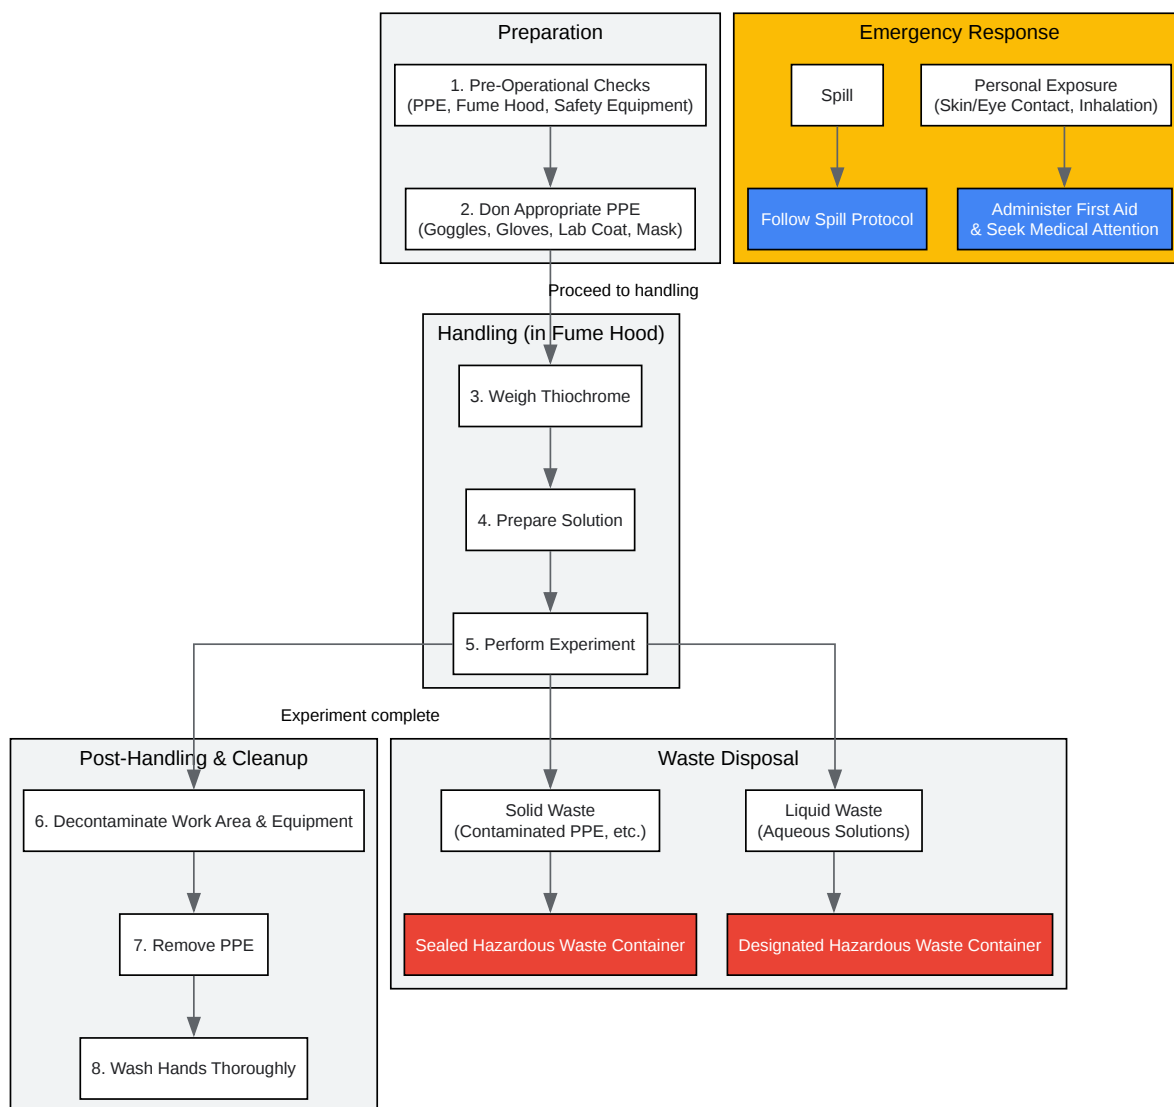 Preparation
1. Pre-Operational Checks
(PPE, Fume Hood, Safety Equipment)
2. Don Appropriate PPE
(Goggles, Gloves, Lab Coat, Mask)
Emergency Response
Spill
Personal Exposure
(Skin/Eye Contact, Inhalation)
Follow Spill Protocol
Administer First Aid
& Seek Medical Attention
Proceed to handling
Handling (in Fume Hood)
3. Weigh Thiochrome
4. Prepare Solution
5. Perform Experiment
Experiment complete
Post-Handling & Cleanup
6. Decontaminate Work Area & Equipment
7. Remove PPE
8. Wash Hands Thoroughly
Waste Disposal
Solid Waste
(Contaminated PPE, etc.)
Liquid Waste
(Aqueous Solutions)
Sealed Hazardous Waste Container
Designated Hazardous Waste Container